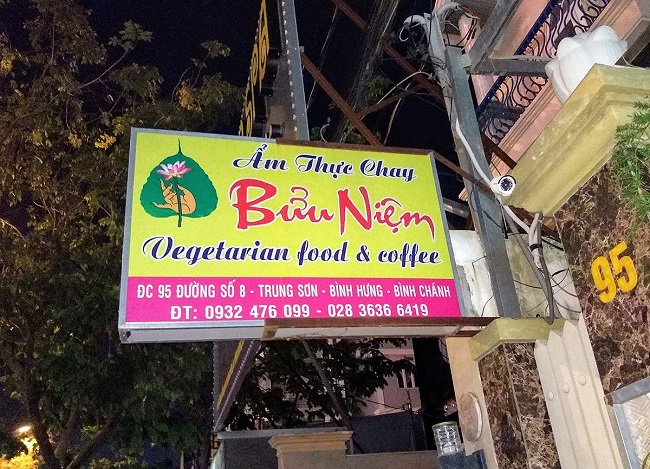 Ẩm Thực Chay
Bửu Niệm
Vegetarian food & coffee
ĐC 95 ĐƯỜNG SỐ 8 - TRUNG SƠN - BÌNH HƯNG - BÌNH CHÁNH
ĐT: 0932 476 099 - 028 3636 6419
95